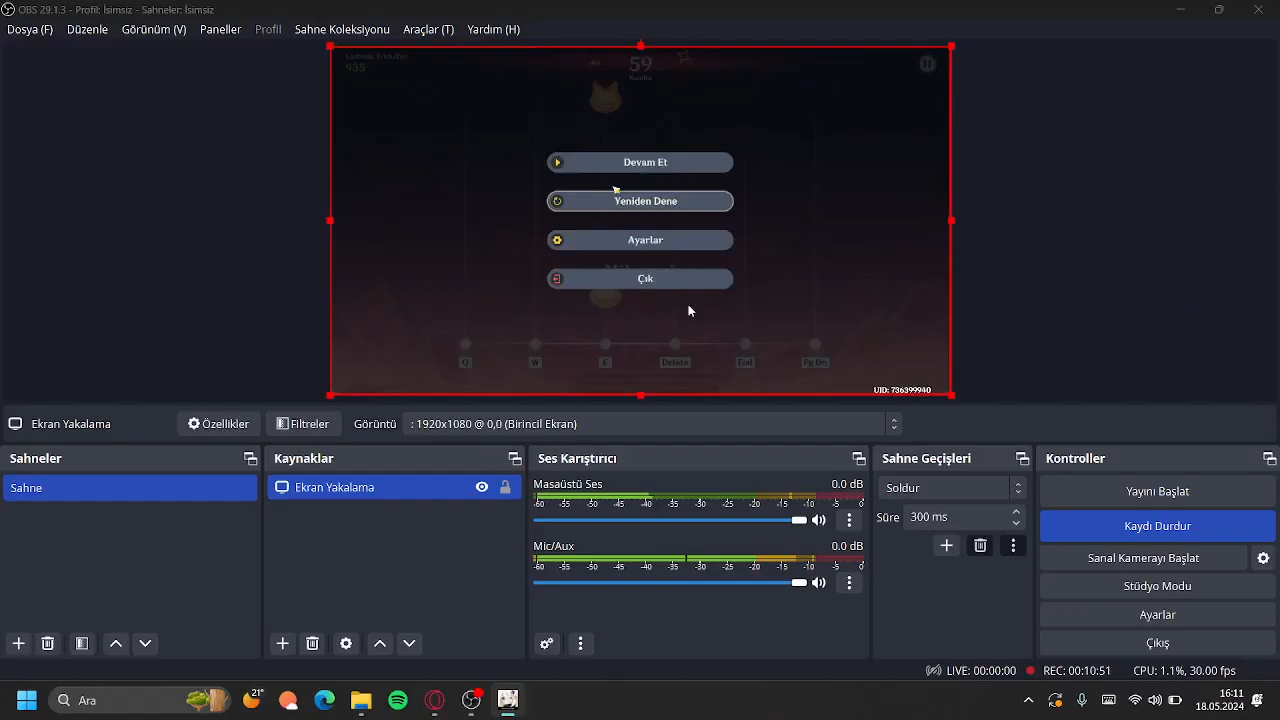 OBS 29.1.3 - Profil: İsimsiz - Sahneler: İsimsiz
Dosya (F) Düzenle Görünüm (V) Paneller Profil Sahne Koleksiyonu Araçlar (T) Yardım (H)
935
59
Kombo
Devam Et
Yeniden Dene
Ayarlar
Çık
Q W E Delete End Pg Dn
UID: 736399940
Ekran Yakalama Özellikler Filtreler Görüntü : 1920x1080 @ 0,0 (Birincil Ekran)
Sahneler Kaynaklar Ses Karıştırıcı Sahne Geçişleri Kontroller
Sahne
Ekran Yakalama
Masaüstü Ses 0.0 dB
-60 -55 -50 -45 -40 -35 -30 -25 -20 -15 -10 -5 0
Mic/Aux 0.0 dB
-60 -55 -50 -45 -40 -35 -30 -25 -20 -15 -10 -5 0
Soldur
Süre 300 ms
Yayını Başlat
Kaydı Durdur
Sanal Kamerayı Başlat
Stüdyo Modu
Ayarlar
Çıkış
LIVE: 00:00:00 REC: 00:10:51 CPU: 1.1%, 30.00 fps
Ara
21°
16:11
18.05.2024